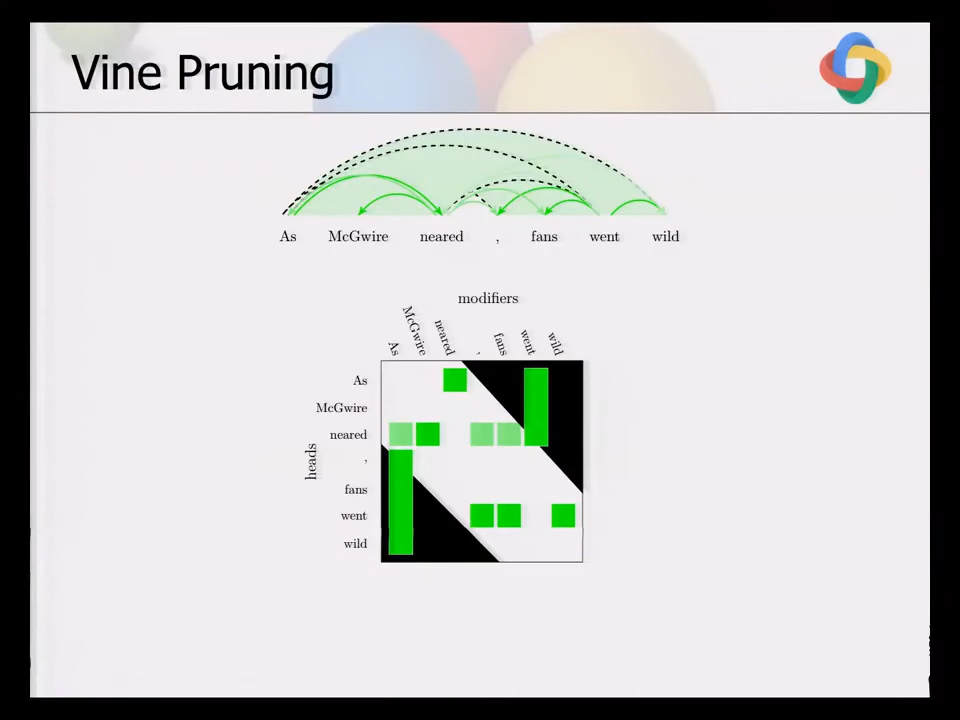 Vine Pruning
As McGwire neared , fans went wild
modifiers
As McGwire neared , fans went wild
heads
As
McGwire
neared
,
fans
went
wild